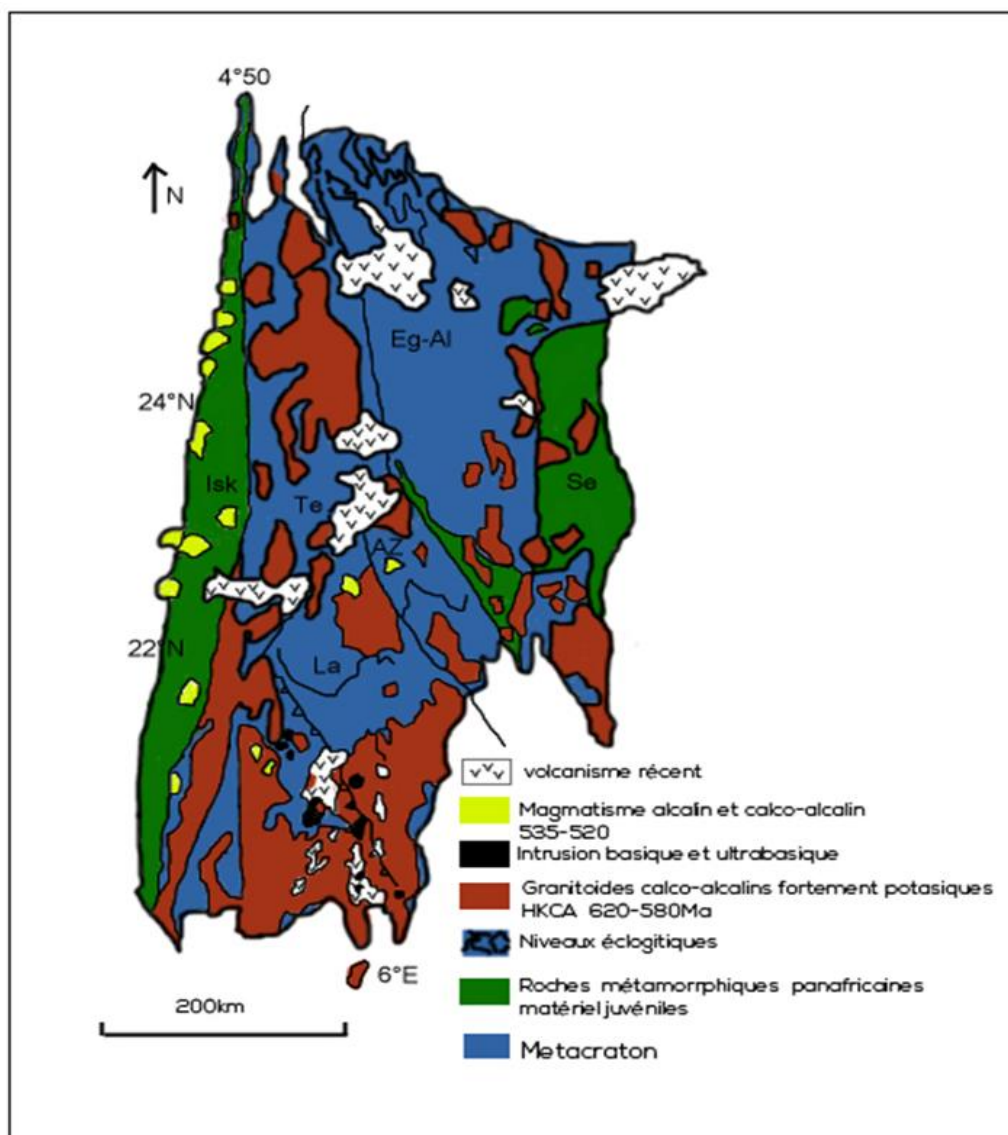 4°50
N
Eg-Al
24°N
Isk
Te
Se
AZ
22°N
La
volcanisme récent
Magmatisme alcalin et calco-alcalin
535-520
Intrusion basique et ultrabasique
Granitoides calco-alcalins fortement potasiques
HKCA 620-580Ma
Niveaux éclogitiques
6°E
Roches métamorrphiques panafricaines
matériel juvéniles
200km
Metacraton